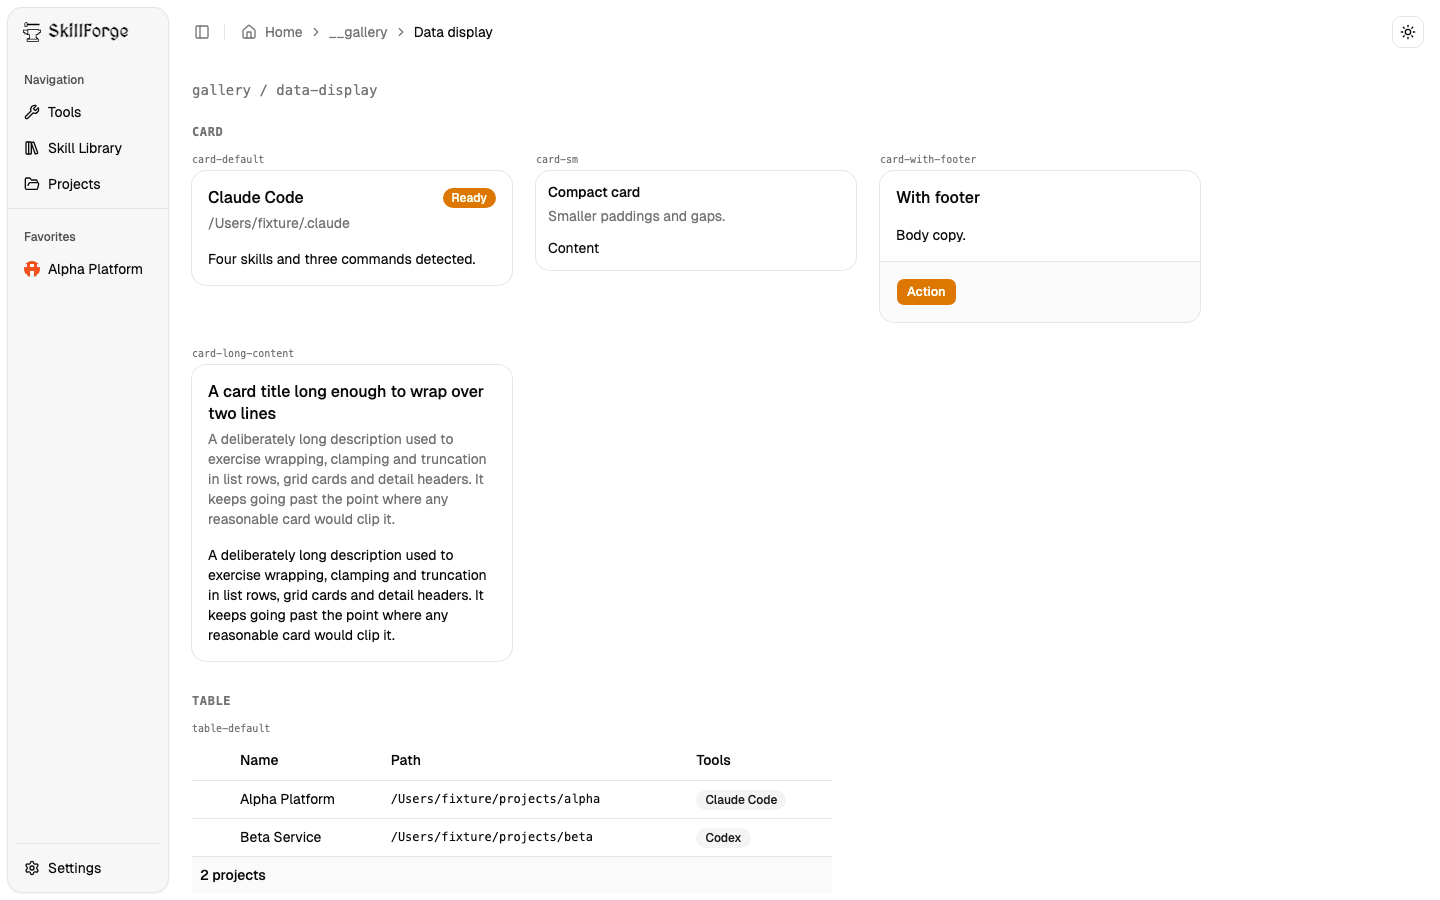 SkillForge
Navigation
Tools
Skill Library
Projects
Favorites
Alpha Platform
Settings
Home > __gallery > Data display
gallery / data-display
CARD
card-default
Claude Code
Ready
/Users/fixture/.claude
Four skills and three commands detected.
card-sm
Compact card
Smaller paddings and gaps.
Content
card-with-footer
With footer
Body copy.
Action
card-long-content
A card title long enough to wrap over
two lines
A deliberately long description used to
exercise wrapping, clamping and truncation
in list rows, grid cards and detail headers. It
keeps going past the point where any
reasonable card would clip it.
A deliberately long description used to
exercise wrapping, clamping and truncation
in list rows, grid cards and detail headers. It
keeps going past the point where any
reasonable card would clip it.
TABLE
table-default
Name Path Tools
Alpha Platform /Users/fixture/projects/alpha Claude Code
Beta Service /Users/fixture/projects/beta Codex
2 projects